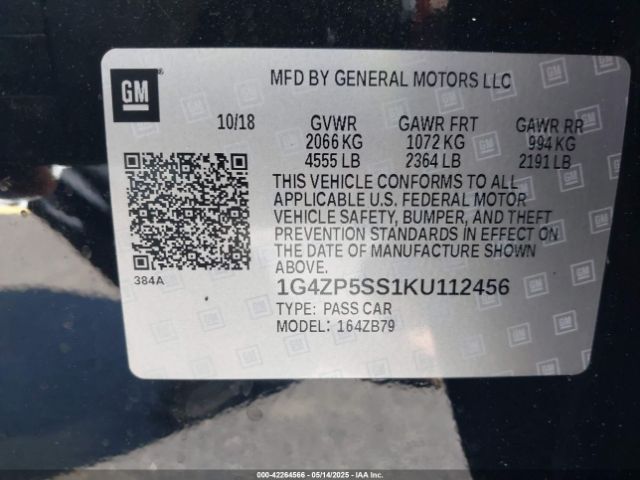 GM
MFD BY GENERAL MOTORS LLC
10/18 GVWR GAWR FRT GAWR RR
2066 KG 1072 KG 994 KG
4555 LB 2364 LB 2191 LB
THIS VEHICLE CONFORMS TO ALL
APPLICABLE U.S. FEDERAL MOTOR
VEHICLE SAFETY, BUMPER, AND THEFT
PREVENTION STANDARDS IN EFFECT ON
THE DATE OF MANUFACTURE SHOWN
ABOVE.
384A
1G4ZP5SS1KU112456
TYPE: PASS CAR
MODEL: 164ZB79
000-42264566 - 05/14/2025 - IAA Inc.